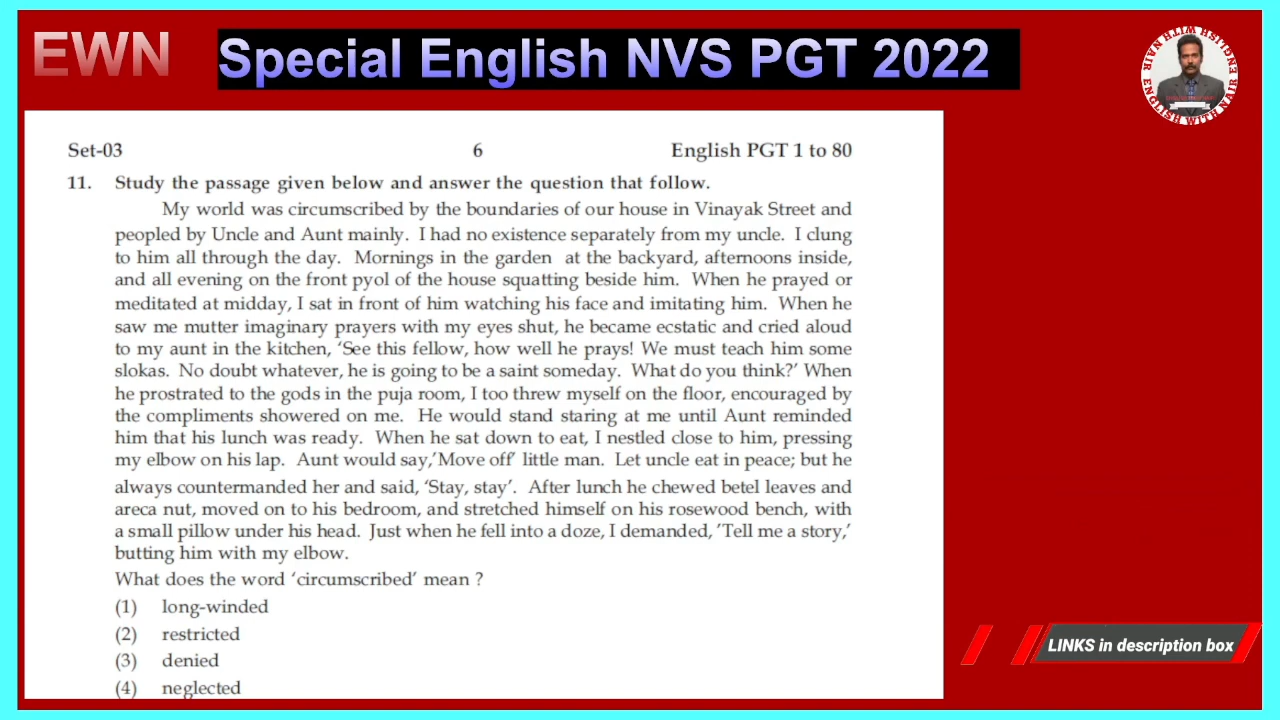 EWN
Special English NVS PGT 2022
ENGLISH WITH NAIR ENGLISH WITH NAIR
Set-03
6
English PGT 1 to 80
11. Study the passage given below and answer the question that follow.
My world was circumscribed by the boundaries of our house in Vinayak Street and
peopled by Uncle and Aunt mainly. I had no existence separately from my uncle. I clung
to him all through the day. Mornings in the garden at the backyard, afternoons inside,
and all evening on the front pyol of the house squatting beside him. When he prayed or
meditated at midday, I sat in front of him watching his face and imitating him. When he
saw me mutter imaginary prayers with my eyes shut, he became ecstatic and cried aloud
to my aunt in the kitchen, ‘See this fellow, how well he prays! We must teach him some
slokas. No doubt whatever, he is going to be a saint someday. What do you think?’ When
he prostrated to the gods in the puja room, I too threw myself on the floor, encouraged by
the compliments showered on me. He would stand staring at me until Aunt reminded
him that his lunch was ready. When he sat down to eat, I nestled close to him, pressing
my elbow on his lap. Aunt would say,’Move off’ little man. Let uncle eat in peace; but he
always countermanded her and said, ‘Stay, stay’. After lunch he chewed betel leaves and
areca nut, moved on to his bedroom, and stretched himself on his rosewood bench, with
a small pillow under his head. Just when he fell into a doze, I demanded, ’Tell me a story,’
butting him with my elbow.
What does the word ‘circumscribed’ mean ?
(1) long-winded
(2) restricted
(3) denied
(4) neglected
LINKS in description box